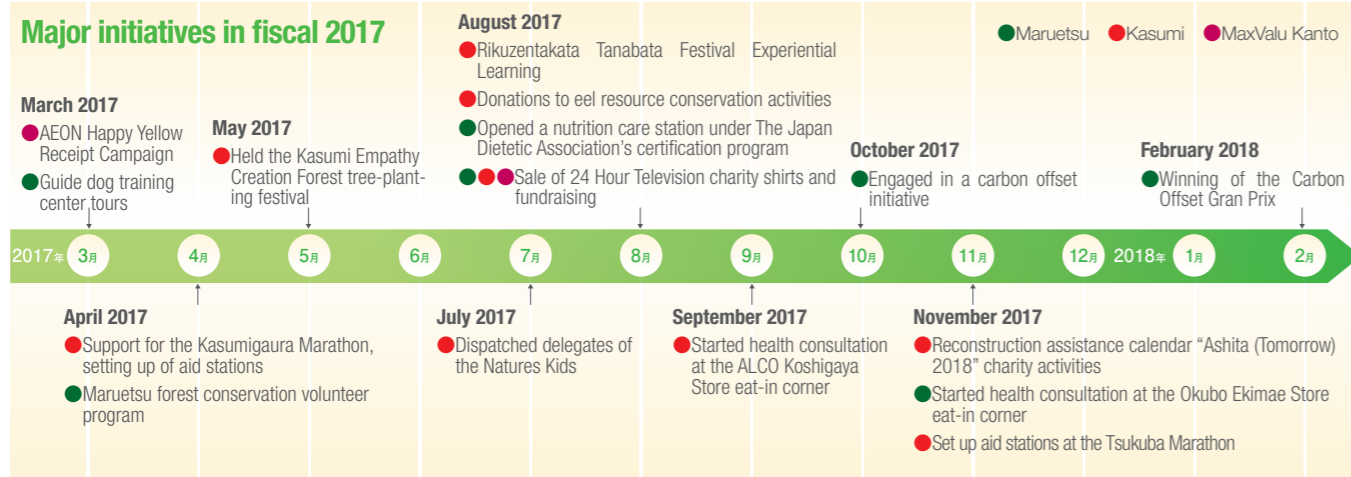 Major initiatives in fiscal 2017
Maruetsu Kasumi MaxValu Kanto
March 2017
AEON Happy Yellow
Receipt Campaign
Guide dog training
center tours
May 2017
Held the Kasumi Empathy
Creation Forest tree-plant-
ing festival
August 2017
Rikuzentakata Tanabata Festival Experiential
Learning
Donations to eel resource conservation activities
Opened a nutrition care station under The Japan
Dietetic Association's certification program
Sale of 24 Hour Television charity shirts and
fundraising
October 2017
Engaged in a carbon offset
initiative
February 2018
Winning of the Carbon
Offset Gran Prix
2017年 3月 4月 5月 6月 7月 8月 9月 10月 11月 12月 2018年 1月 2月
April 2017
Support for the Kasumigaura Marathon,
setting up of aid stations
Maruetsu forest conservation volunteer
program
July 2017
Dispatched delegates of
the Natures Kids
September 2017
Started health consultation
at the ALCO Koshigaya
Store eat-in corner
November 2017
Reconstruction assistance calendar "Ashita (Tomorrow)
2018" charity activities
Started health consultation at the Okubo Ekimae Store
eat-in corner
Set up aid stations at the Tsukuba Marathon